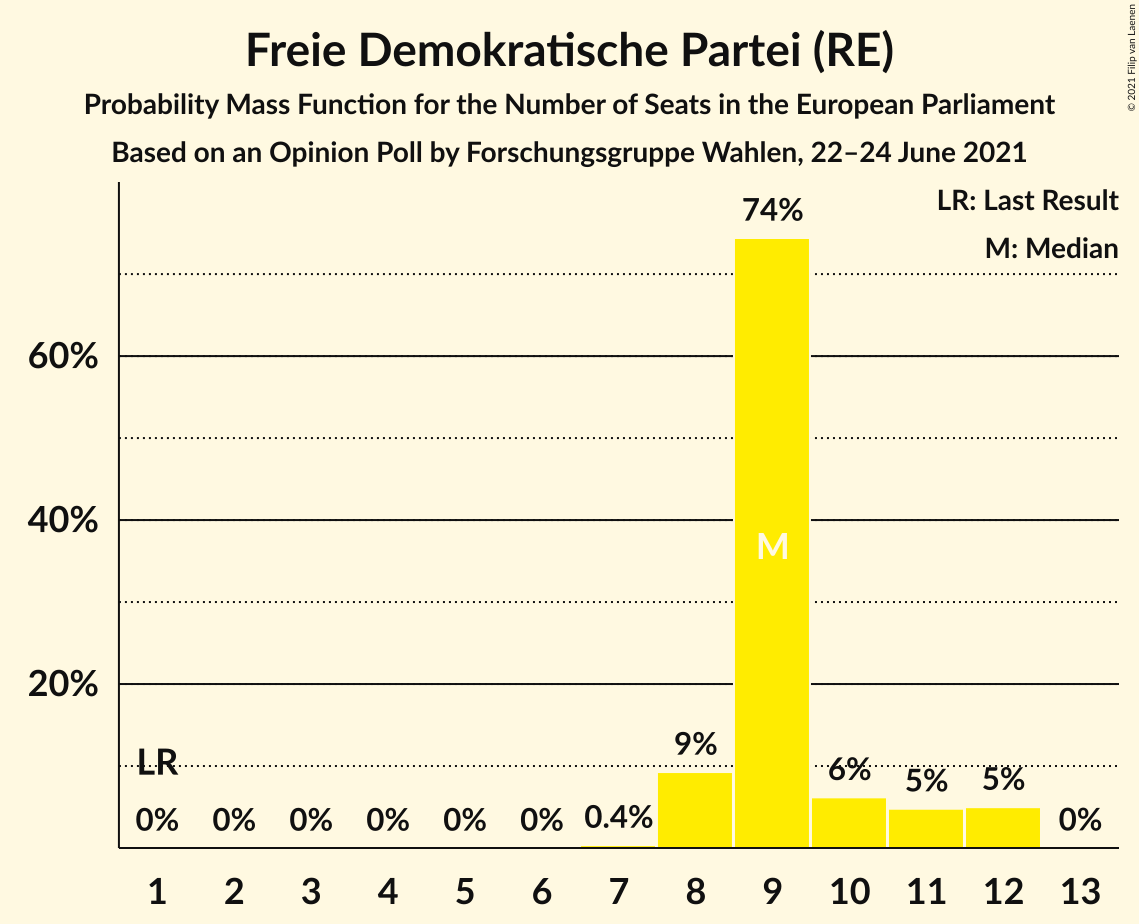 Freie Demokratische Partei (RE)
Probability Mass Function for the Number of Seats in the European Parliament
Based on an Opinion Poll by Forschungsgruppe Wahlen, 22–24 June 2021
© 2021 Filip van Laenen
LR: Last Result
M: Median
74%
60%
40%
M
20%
LR
9%
6%
5%
5%
0%
0%
0%
0%
0%
0%
0.4%
0%
1 2 3 4 5 6 7 8 9 10 11 12 13